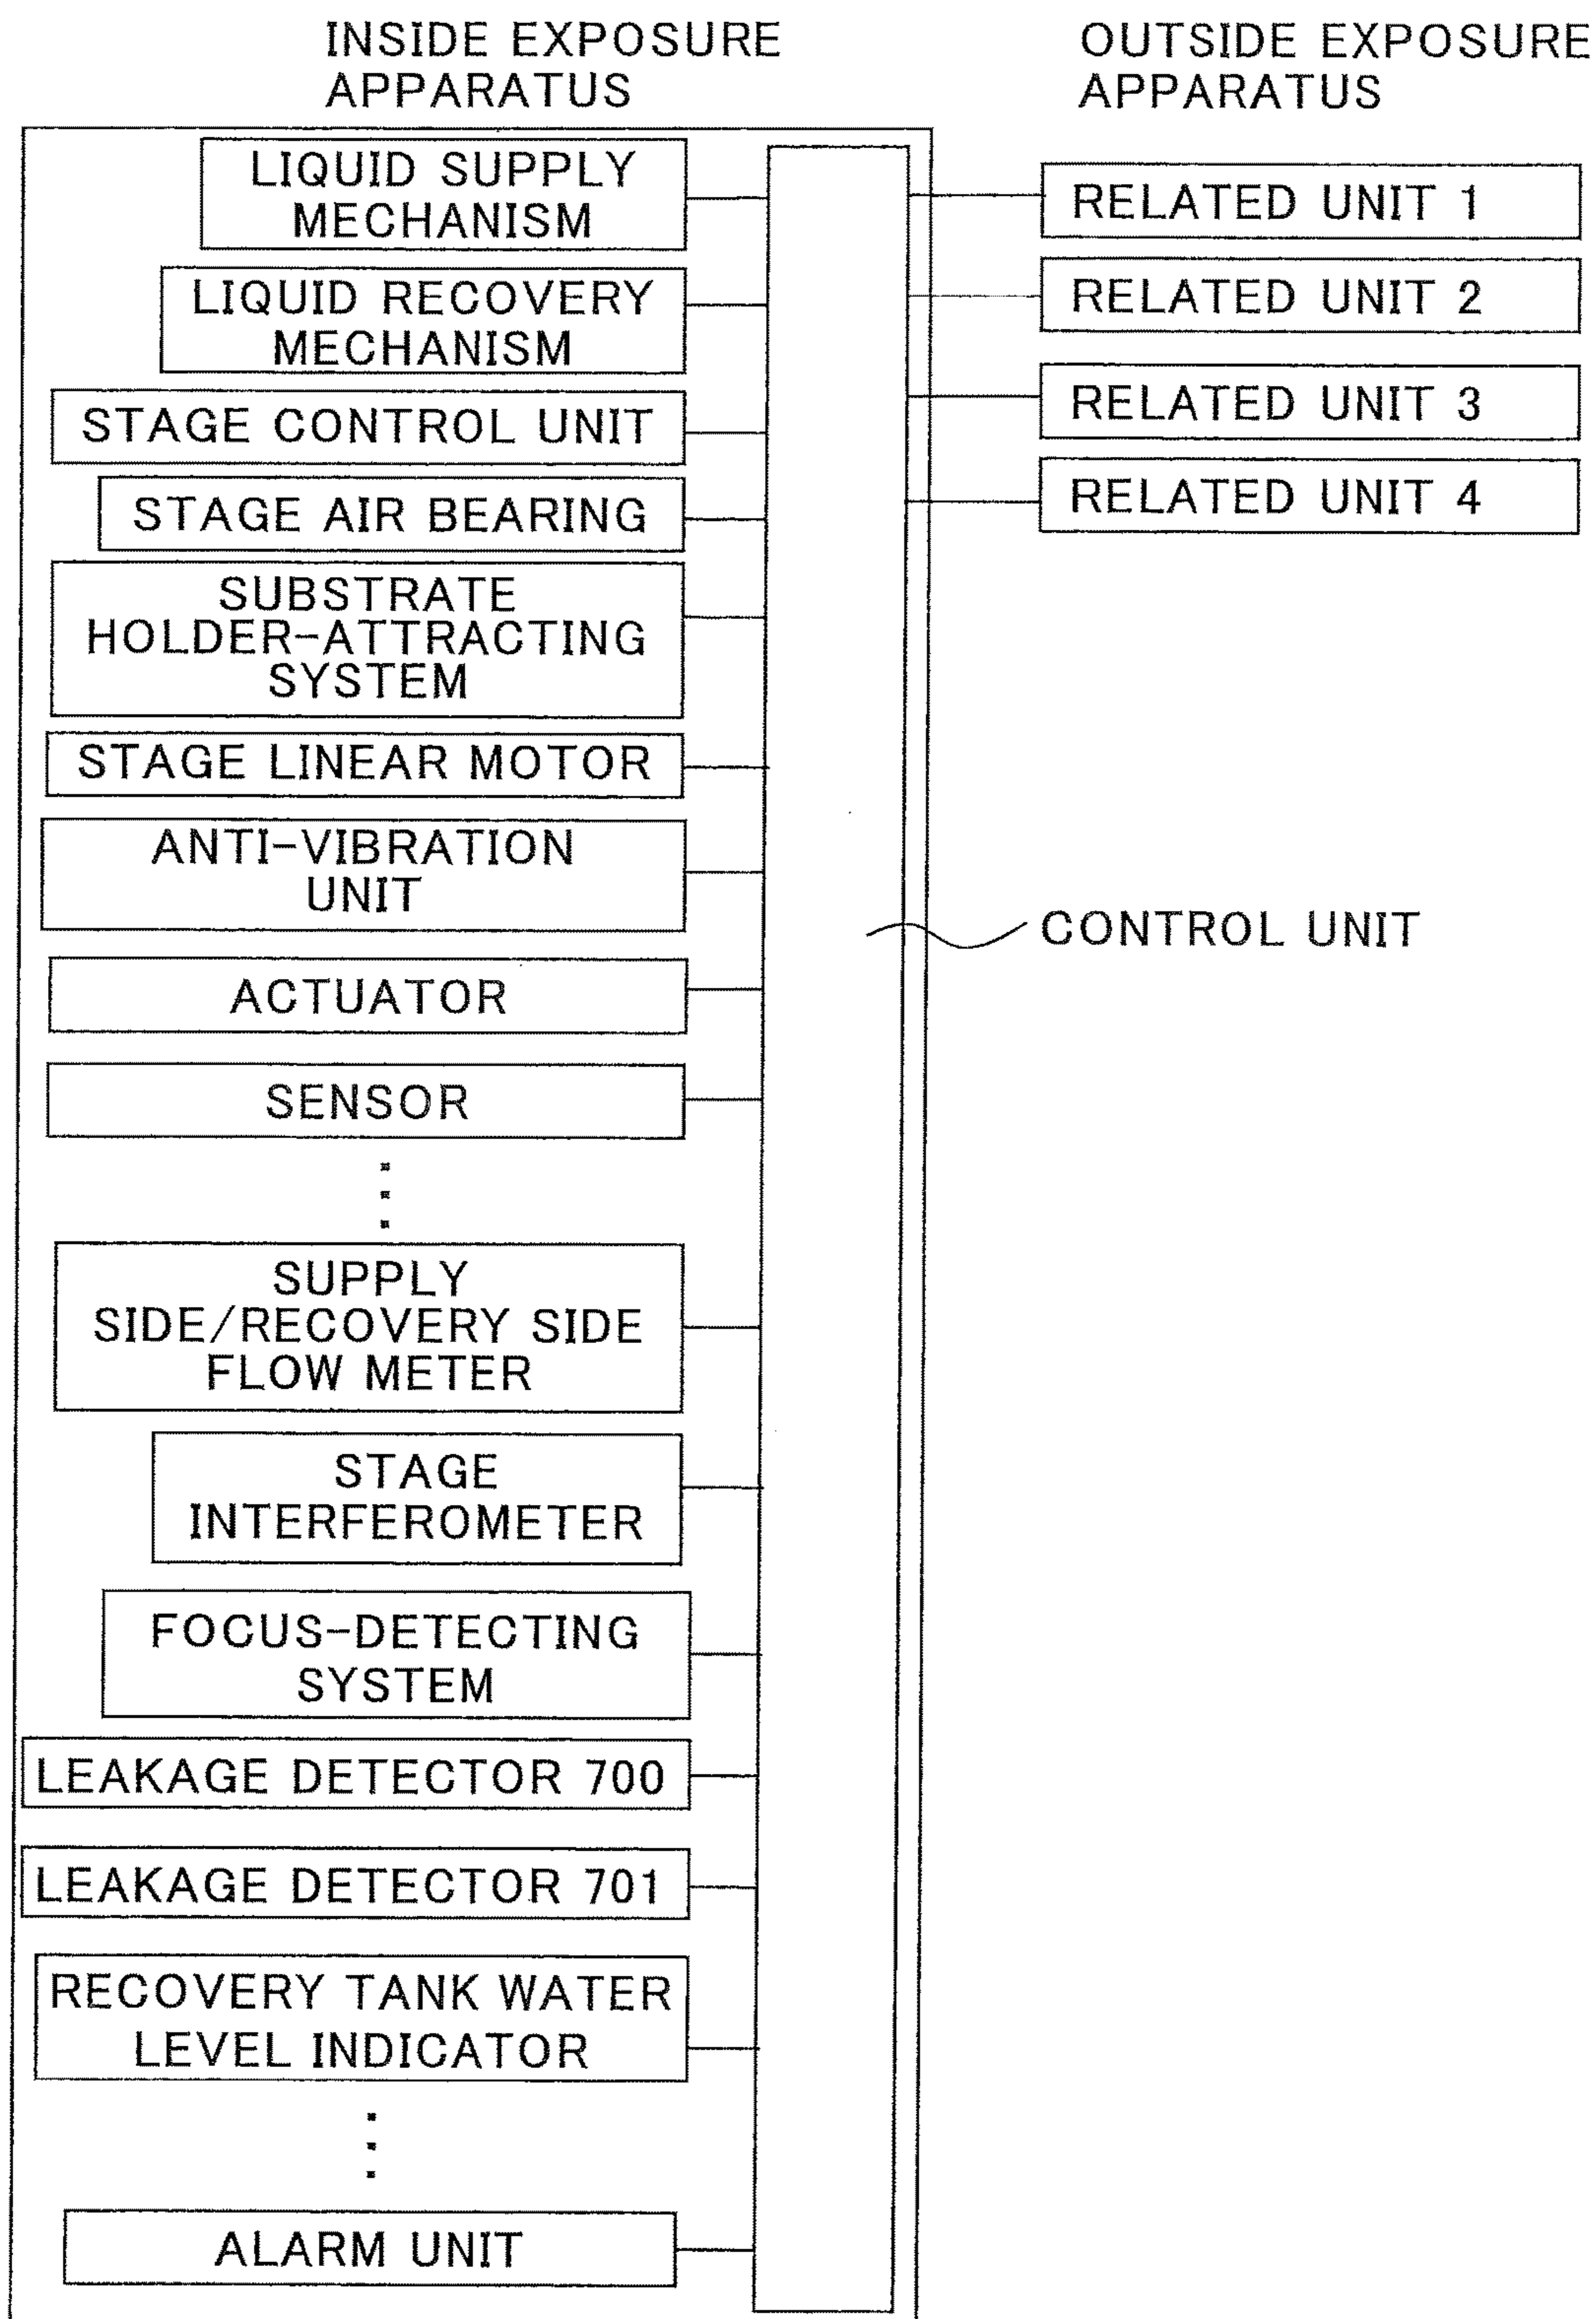 INSIDE EXPOSURE
APPARATUS
OUTSIDE EXPOSURE
APPARATUS
LIQUID SUPPLY
MECHANISM
LIQUID RECOVERY
MECHANISM
STAGE CONTROL UNIT
STAGE AIR BEARING
SUBSTRATE
HOLDER-ATTRACTING
SYSTEM
STAGE LINEAR MOTOR
ANTI-VIBRATION
UNIT
ACTUATOR
SENSOR
SUPPLY
SIDE/RECOVERY SIDE
FLOW METER
STAGE
INTERFEROMETER
FOCUS-DETECTING
SYSTEM
LEAKAGE DETECTOR 700
LEAKAGE DETECTOR 701
RECOVERY TANK WATER
LEVEL INDICATOR
ALARM UNIT
RELATED UNIT 1
RELATED UNIT 2
RELATED UNIT 3
RELATED UNIT 4
CONTROL UNIT